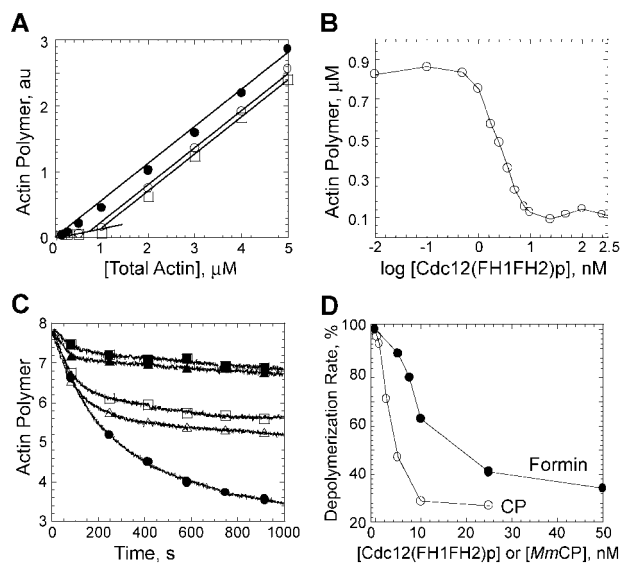 A
Actin Polymer, au
3
2
1
0
0 1 2 3 4 5
[Total Actin], µM
B
Actin Polymer, µM
0.9
0.7
0.5
0.3
0.1
-2 -1 0 1 2 2.5
log [Cdc12(FH1FH2)p], nM
C
Actin Polymer
8
7
6
5
4
3
0 200 400 600 800 1000
Time, s
D
Depolymerization Rate, %
100
80
60
40
20
Formin
CP
0 10 20 30 40 50
[Cdc12(FH1FH2)p] or [MmCP], nM